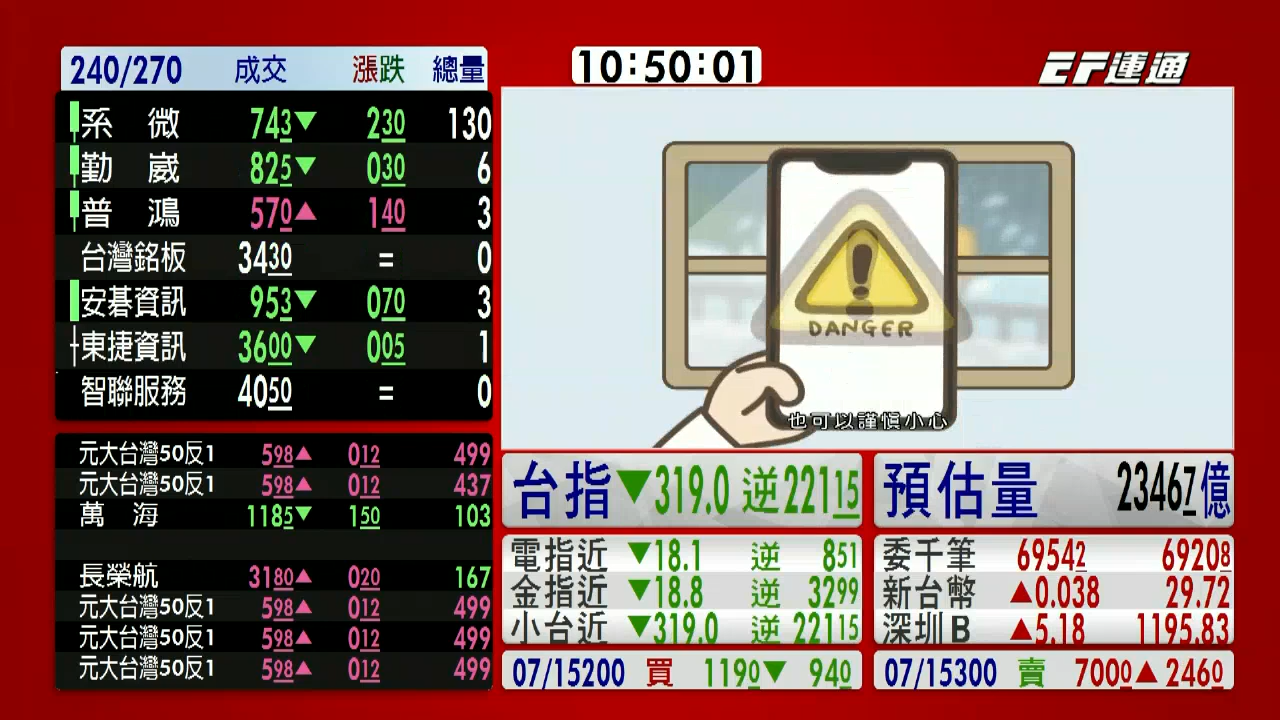 240/270 成交 漲跌 總量
10:50:01
EF運通
系微 743▼ 230 130
勤崴 825▼ 030 6
普鴻 570▲ 140 3
台灣銘板 3430 = 0
安碁資訊 953▼ 070 3
東捷資訊 3600▼ 005 1
智聯服務 4050 = 0
DANGER
也可以謹慎小心
元大台灣50反1 598▲ 012 499
元大台灣50反1 598▲ 012 437
萬海 1185▼ 150 103
長榮航 3180▲ 020 167
元大台灣50反1 598▲ 012 499
元大台灣50反1 598▲ 012 499
元大台灣50反1 598▲ 012 499
台指▼319.0 逆22115
預估量 23467億
電指近 ▼18.1 逆 851
金指近 ▼18.8 逆 3299
小台近 ▼319.0 逆 22115
委千筆 69542 69208
新台幣 ▲0.038 29.72
深圳B ▲5.18 1195.83
07/15200 買 1190▼ 940
07/15300 賣 7000▲ 2460